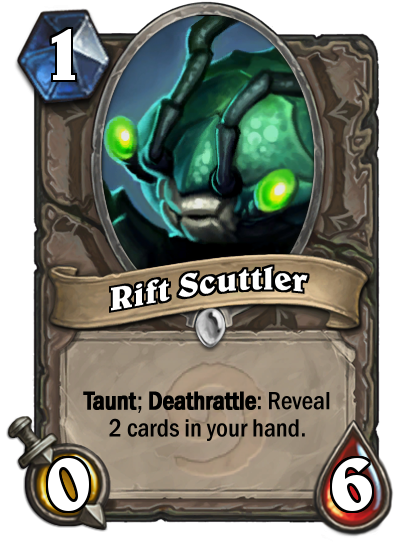 1
Rift Scuttler
Taunt; Deathrattle: Reveal
2 cards in your hand.
0
6